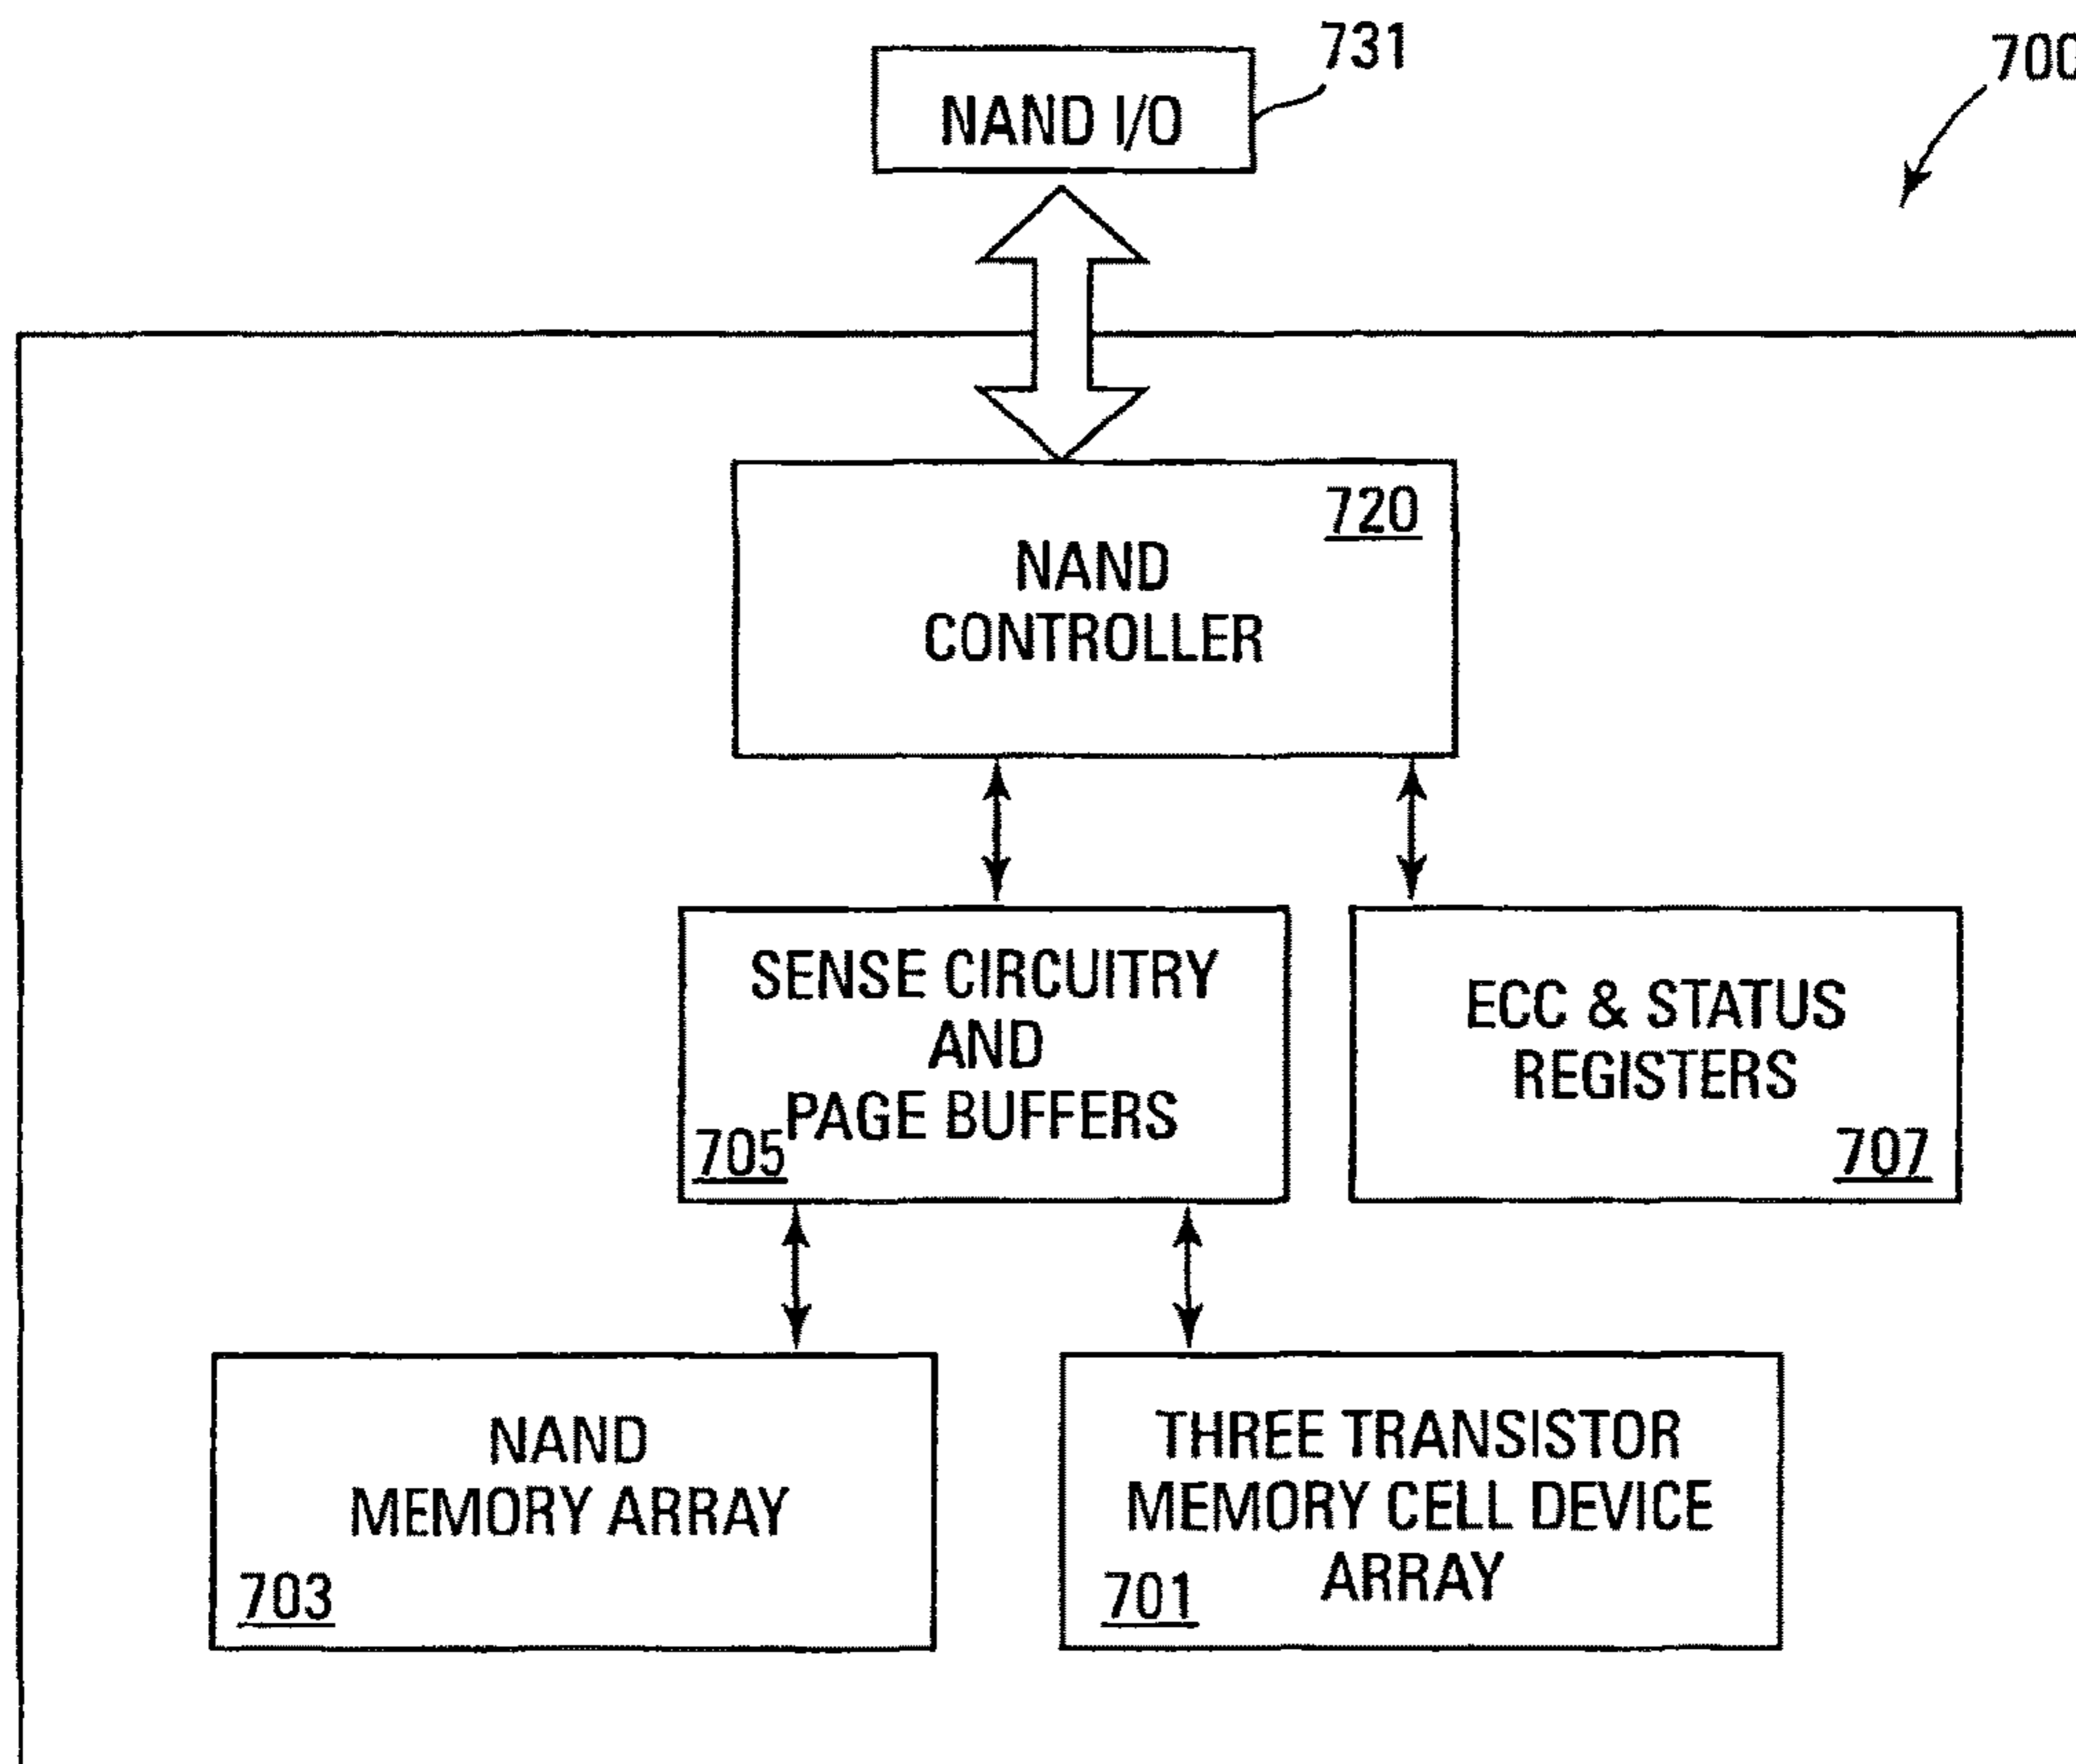 731
700
NAND I/O
720
NAND
CONTROLLER
SENSE CIRCUITRY
AND
PAGE BUFFERS
705
ECC & STATUS
REGISTERS
707
NAND
MEMORY ARRAY
703
THREE TRANSISTOR
MEMORY CELL DEVICE
ARRAY
701